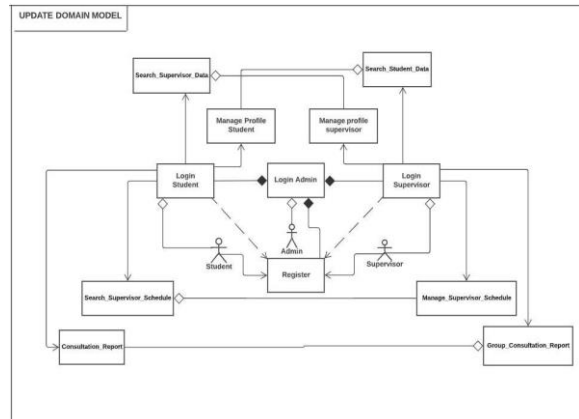 UPDATE DOMAIN MODEL
Search_Supervisor_Data
Search_Student_Data
Manage Profile
Student
Manage profile
supervisor
Login
Student
Login Admin
Login
Supervisor
Admin
Student
Register
Supervisor
Search_Supervisor_Schedule
Manage_Supervisor_Schedule
Consultation_Report
Group_Consultation_Report